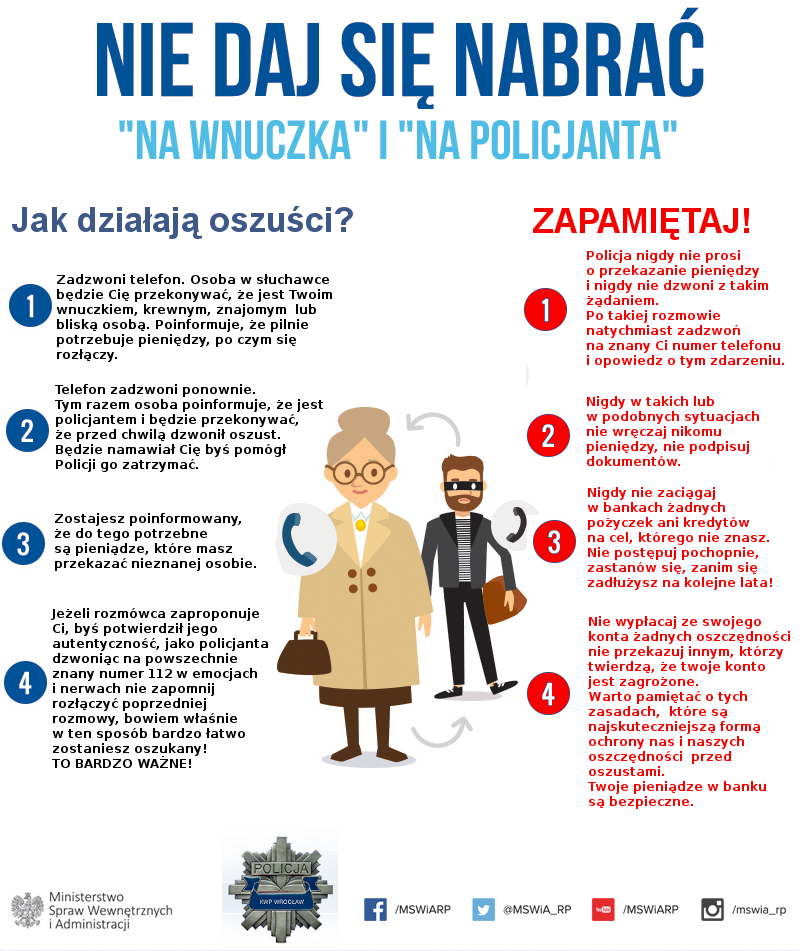 NIE DAJ SIĘ NABRAĆ
"NA WNUCZKA" I "NA POLICJANTA"
Jak działają oszuści?
1
Zadzwoni telefon. Osoba w słuchawce
będzie Cię przekonywać, że jest Twoim
wnuczkiem, krewnym, znajomym lub
bliską osobą. Poinformuje, że pilnie
potrzebuje pieniędzy, po czym się
rozłączy.
2
Telefon zadzwoni ponownie.
Tym razem osoba poinformuje, że jest
policjantem i będzie przekonywać,
że przed chwilą dzwonił oszust.
Będzie namawiał Cię byś pomógł
Policji go zatrzymać.
3
Zostajesz poinformowany,
że do tego potrzebne
są pieniądze, które masz
przekazać nieznanej osobie.
4
Jeżeli rozmówca zaproponuje
Ci, byś potwierdził jego
autentyczność, jako policjanta
dzwoniąc na powszechnie
znany numer 112 w emocjach
i nerwach nie zapomnij
rozłączyć poprzedniej
rozmowy, bowiem właśnie
w ten sposób bardzo łatwo
zostaniesz oszukany!
TO BARDZO WAŻNE!
ZAPAMIĘTAJ!
1
Policja nigdy nie prosi
o przekazanie pieniędzy
i nigdy nie dzwoni z takim
żądaniem.
Po takiej rozmowie
natychmiast zadzwoń
na znany Ci numer telefonu
i opowiedz o tym zdarzeniu.
2
Nigdy w takich lub
w podobnych sytuacjach
nie wręczaj nikomu
pieniędzy, nie podpisuj
dokumentów.
3
Nigdy nie zaciągaj
w bankach żadnych
pożyczek ani kredytów
na cel, którego nie znasz.
Nie postępuj pochopnie,
zastanów się, zanim się
zadłużysz na kolejne lata!
4
Nie wypłacaj ze swojego
konta żadnych oszczędności
nie przekazuj innym, którzy
twierdzą, że twoje konto
jest zagrożone.
Warto pamiętać o tych
zasadach, które są
najskuteczniejszą formą
ochrony nas i naszych
oszczędności przed
oszustami.
Twoje pieniądze w banku
są bezpieczne.
Ministerstwo
Spraw Wewnętrznych
i Administracji
POLICJA
KWP WROCŁAW
/MSWiARP
@MSWiA_RP
You Tube
/MSWiARP
/mswia_rp